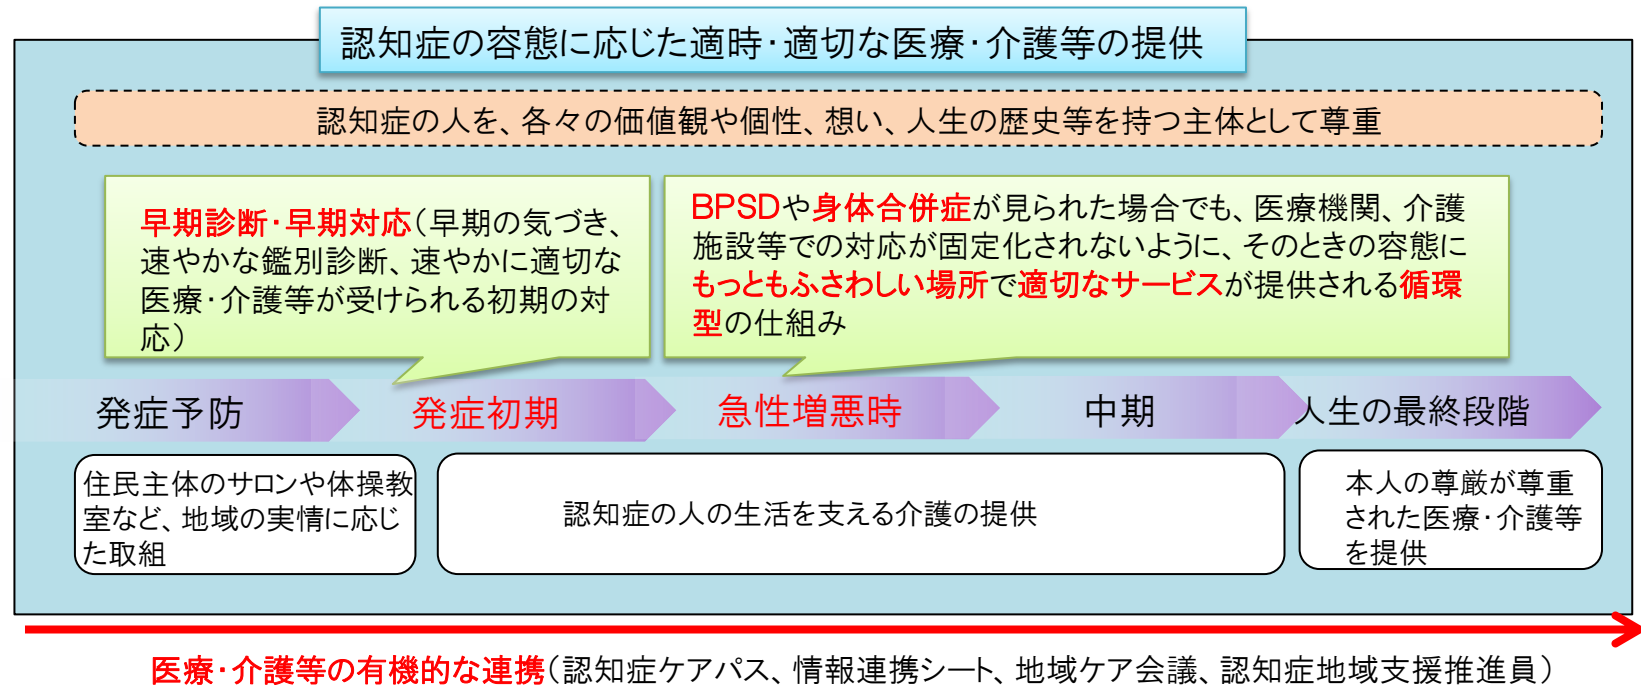 認知症の容態に応じた適時・適切な医療・介護等の提供
認知症の人を、各々の価値観や個性、想い、人生の歴史等を持つ主体として尊重
早期診断・早期対応（早期の気づき、
速やかな鑑別診断、速やかに適切な
医療・介護等が受けられる初期の対
応）
BPSDや身体合併症が見られた場合でも、医療機関、介護
施設等での対応が固定化されないように、そのときの容態に
もっともふさわしい場所で適切なサービスが提供される循環
型の仕組み
発症予防
発症初期
急性増悪時
中期
人生の最終段階
住民主体のサロンや体操教
室など、地域の実情に応じ
た取組
認知症の人の生活を支える介護の提供
本人の尊厳が尊重
された医療・介護等
を提供
医療・介護等の有機的な連携（認知症ケアパス、情報連携シート、地域ケア会議、認知症地域支援推進員）